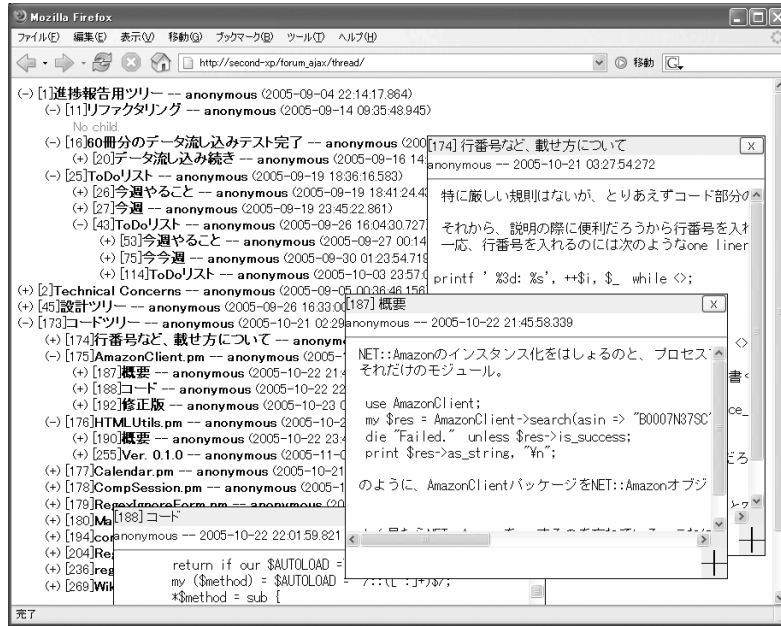 Mozilla Firefox
ファイル(F) 編集(E) 表示(V) 移動(G) ブックマーク(B) ツール(T) ヘルプ(H)
http://second-xp/forum_ajax/thread/ 移動
(-) [1]進捗報告用ツリー -- anonymous (2005-09-04 22:14:17.864)
(-) [11]リファクタリング -- anonymous (2005-09-14 09:35:48.945)
No child.
(-) [16]60冊分のデータ流し込みテスト完了 -- anonymous (200
(+) [20]データ流し込み続き -- anonymous (2005-09-16 14:
(-) [25]ToDoリスト -- anonymous (2005-09-19 18:36:16.583)
(+) [26]今週やること -- anonymous (2005-09-19 18:41:24.4
(+) [27]今週 -- anonymous (2005-09-19 23:45:22.861)
(-) [43]ToDoリスト -- anonymous (2005-09-26 16:04:30.727)
(+) [53]今週やること -- anonymous (2005-09-27 00:14
(+) [75]今今週 -- anonymous (2005-09-30 01:23:54.719
(+) [114]ToDoリスト -- anonymous (2005-10-03 23:57:0
(+) [2]Technical Concerns -- anonymous (2005-09-05 00:36:46.156)
(+) [45]設計ツリー -- anonymous (2005-09-26 16:33:00
(-) [173]コードツリー -- anonymous (2005-10-21 02:29
(+) [174]行番号など、載せ方について -- anonym
(-) [175]AmazonClient.pm -- anonymous (2005-1
(+) [187]概要 -- anonymous (2005-10-22 21:4
(+) [188]コード -- anonymous (2005-10-22 22
(+) [192]修正版 -- anonymous (2005-10-23 0
(-) [176]HTMLUtils.pm -- anonymous (2005-10-2
(+) [190]概要 -- anonymous (2005-10-22 23:4
(+) [255]Ver. 0.1.0 -- anonymous (2005-11-0
(+) [177]Calendar.pm -- anonymous (2005-10-21
(+) [178]CompSession.pm -- anonymous (2005-1
(+) [179]RegexIgnoreForm.pm -- anonymous (20
(+) [180]Ma
(+) [194]cor
(+) [204]Reg
(+) [236]reg
(+) [269]Wik
[174] 行番号など、載せ方について X
anonymous -- 2005-10-21 03:27:54.272
特に厳しい規則はないが、とりあえずコード部分の
それから、説明の際に便利だろうから行番号を入れ
一応、行番号を入れるのには次のようなone liner
printf ' %3d: %s', ++$i, $_ while <>;
<>
書く
ce_
[187] 概要 X
anonymous -- 2005-10-22 21:45:58.339
NET::Amazonのインスタンス化をはしょるのと、プロセス
それだけのモジュール。
use AmazonClient;
my $res = AmazonClient->search(asin => "B0007N37SC"
die "Failed." unless $res->is_success;
print $res->as_string, "¥n";
のように、AmazonClientパッケージをNET::Amazonオブジ
[188] コード
anonymous -- 2005-10-22 22:01:59.821
return if our $AUTOLOAD =
my ($method) = $AUTOLOAD =
*$method = sub {
完了